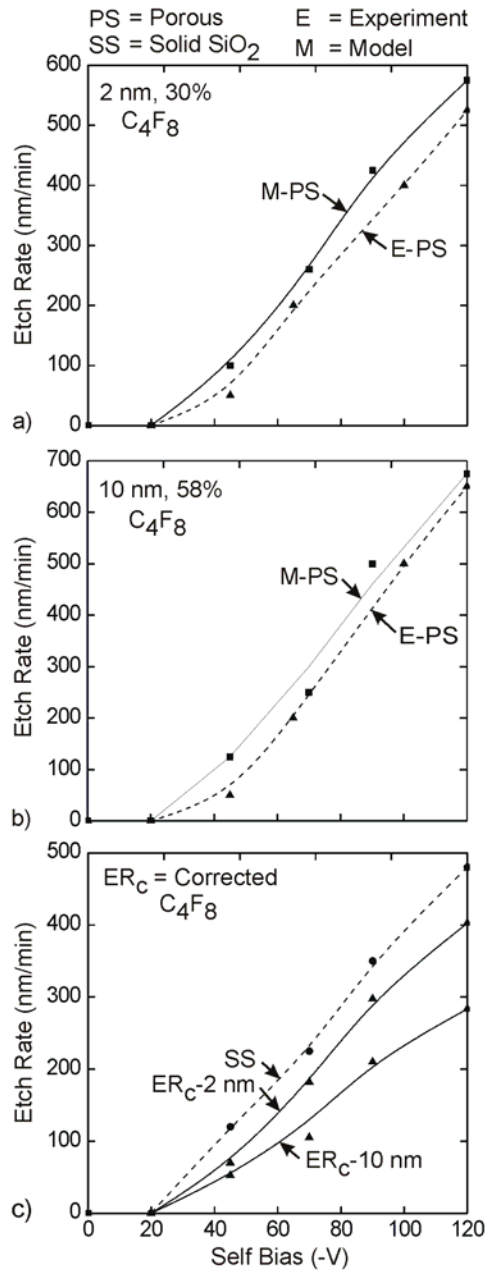 PS = Porous E = Experiment
SS = Solid SiO2 M = Model
600
2 nm, 30%
C4F8
500
400
M-PS
300
E-PS
200
100
0
Etch Rate (nm/min)
a)
700
10 nm, 58%
C4F8
600
500
M-PS
400
E-PS
300
200
100
0
Etch Rate (nm/min)
b)
500
ERC = Corrected
C4F8
400
300
SS
200
ERC-2 nm
100
ERC-10 nm
0
Etch Rate (nm/min)
c)
0 20 40 60 80 100 120
Self Bias (-V)